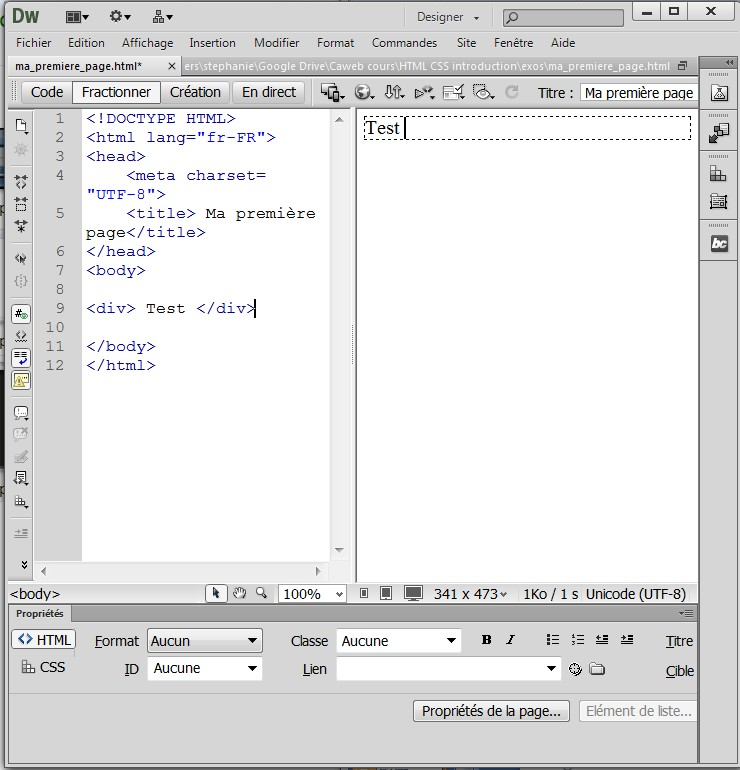 Dw Designer
Fichier Edition Affichage Insertion Modifier Format Commandes Site Fenêtre Aide
ma_premiere_page.html* × ers\stephanie\Google Drive\Caweb cours\HTML CSS introduction\exos\ma_premiere_page.html
Code Fractionner Création En direct Titre : Ma première page
1 <!DOCTYPE HTML>
2 <html lang="fr-FR">
3 <head>
4 <meta charset=
"UTF-8">
5 <title> Ma première
page</title>
6 </head>
7 <body>
8
9 <div> Test </div>
10
11 </body>
12 </html>
Test
<body> 100% 341 x 473 1Ko / 1 s Unicode (UTF-8)
Propriétés
<> HTML Format Aucun Classe Aucune B I Titre
CSS ID Aucune Lien Cible
Propriétés de la page... Elément de liste...
bc